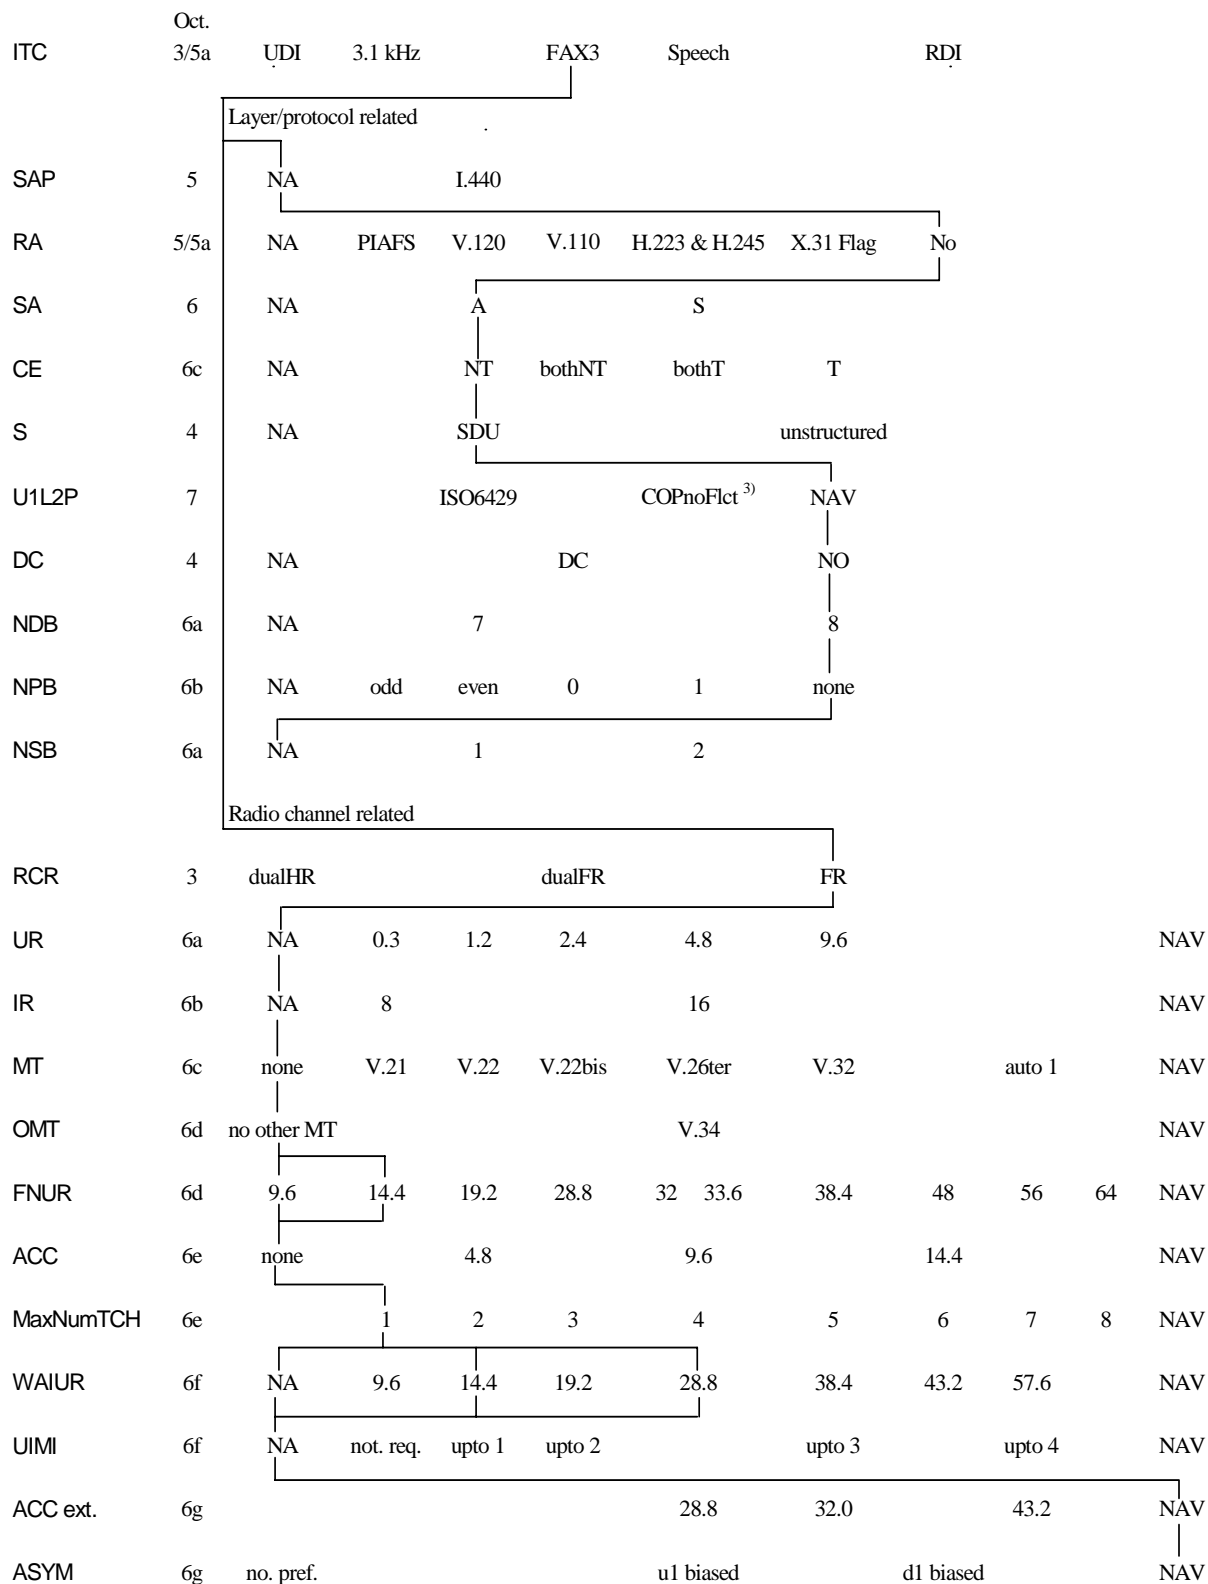 Oct.
ITC 3/5a UDI 3.1 kHz FAX3 Speech RDI
Layer/protocol related
SAP 5 NA I.440
RA 5/5a NA PIAFS V.120 V.110 H.223 & H.245 X.31 Flag No
SA 6 NA A S
CE 6c NA NT bothNT bothT T
S 4 NA SDU unstructured
U1L2P 7 ISO6429 COPnoFlct 3) NAV
DC 4 NA DC NO
NDB 6a NA 7 8
NPB 6b NA odd even 0 1 none
NSB 6a NA 1 2
Radio channel related
RCR 3 dualHR dualFR FR
UR 6a NA 0.3 1.2 2.4 4.8 9.6 NAV
IR 6b NA 8 16 NAV
MT 6c none V.21 V.22 V.22bis V.26ter V.32 auto 1 NAV
OMT 6d no other MT V.34 NAV
FNUR 6d 9.6 14.4 19.2 28.8 32 33.6 38.4 48 56 64 NAV
ACC 6e none 4.8 9.6 14.4 NAV
MaxNumTCH 6e 1 2 3 4 5 6 7 8 NAV
WAIUR 6f NA 9.6 14.4 19.2 28.8 38.4 43.2 57.6 NAV
UIMI 6f NA not. req. upto 1 upto 2 upto 3 upto 4 NAV
ACC ext. 6g 28.8 32.0 43.2 NAV
ASYM 6g no. pref. u1 biased d1 biased NAV